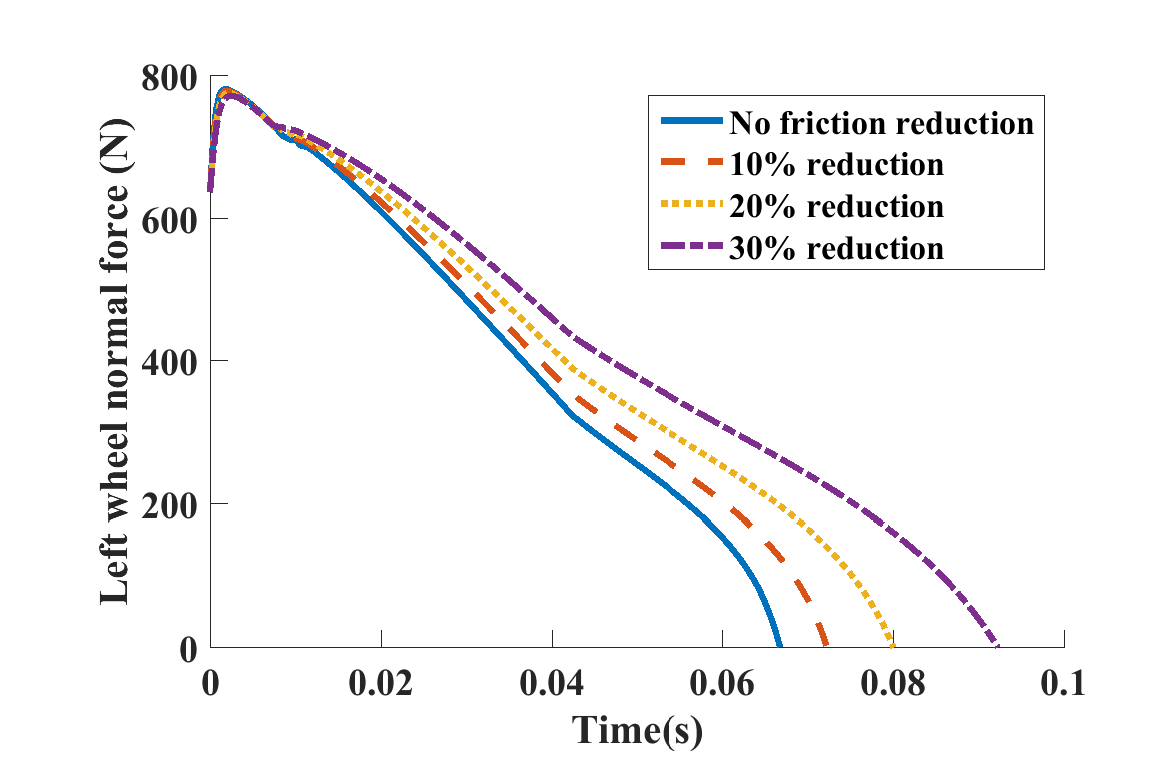 800
600
400
200
0
0
0.02
0.04
0.06
0.08
0.1
Left wheel normal force (N)
Time(s)
No friction reduction
10% reduction
20% reduction
30% reduction